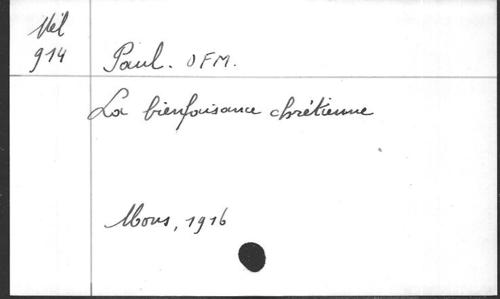 Mél
914
Paul. OFM.
La bienfaisance chrétienne
Mons, 1916